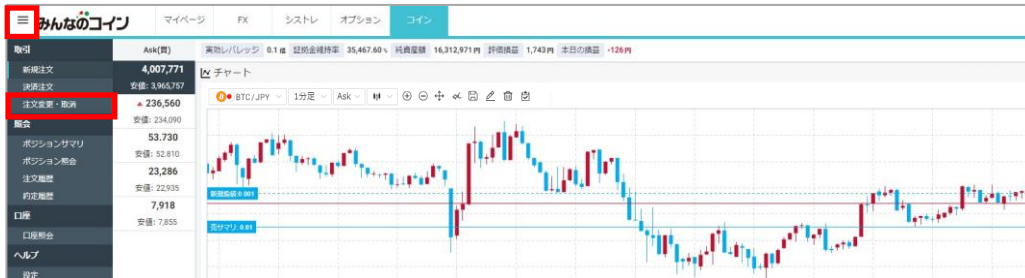 みんなのコイン
マイページ FX シストレ オプション コイン
取引
新規注文
決済注文
注文変更・取消
照会
ポジションサマリ
ポジション照会
注文履歴
約定履歴
口座
口座照会
ヘルプ
設定
Ask(買)
4,007,771
安値: 3,965,757
▲ 236,560
安値: 234,090
53.730
安値: 52.810
23,286
安値: 22,935
7,918
安値: 7,855
実効レバレッジ 0.1 倍 証拠金維持率 35,467.60 % 純資産額 16,312,971 円 評価損益 1,743 円 本日の損益 -126 円
チャート
BTC/JPY 1分足 Ask
新規指値:0.001
売サマリ:0.01